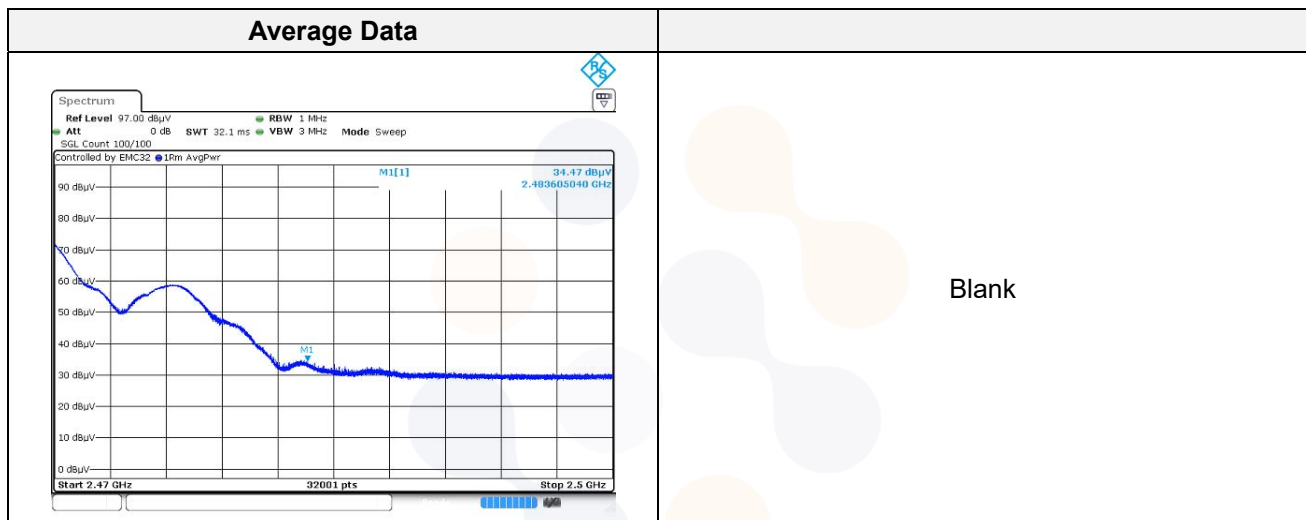 Average Data
R&S
Spectrum
Ref Level 97.00 dBµV RBW 1 MHz
Att 0 dB SWT 32.1 ms VBW 3 MHz Mode Sweep
SGL Count 100/100
Controlled by EMC32 1Rm AvgPwr
M1[1] 34.47 dBµV
2.483605040 GHz
90 dBµV
80 dBµV
70 dBµV
60 dBµV
50 dBµV
40 dBµV
M1
30 dBµV
20 dBµV
10 dBµV
0 dBµV
Start 2.47 GHz 32001 pts Stop 2.5 GHz
Blank